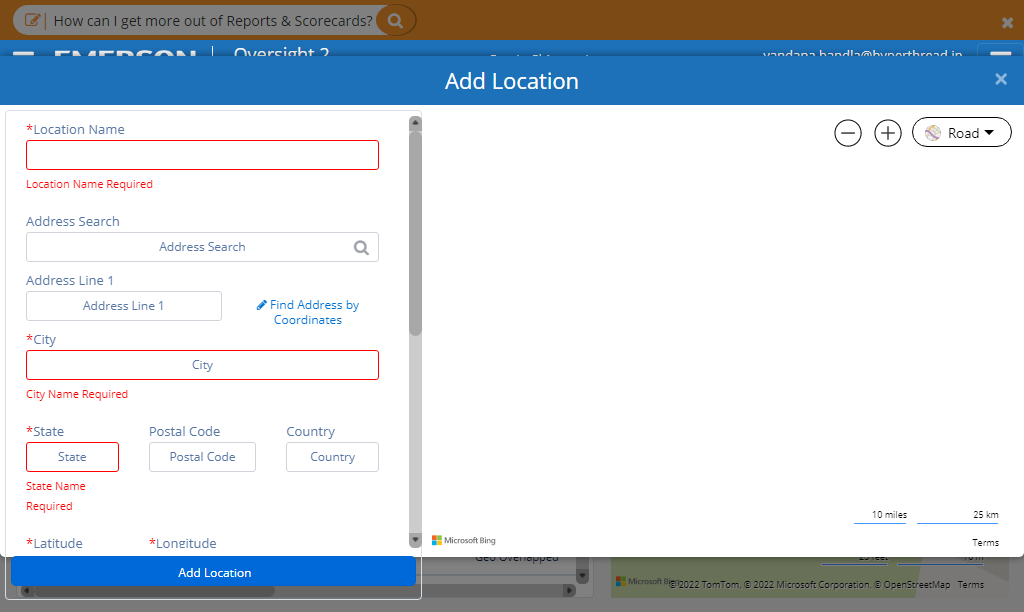 How can I get more out of Reports & Scorecards?
EMERSON Oversight 2 vandana.bandla@hyperthread.in
Add Location
*Location Name
Location Name Required
Address Search
Address Search
Address Line 1
Address Line 1
Find Address by
Coordinates
*City
City
City Name Required
*State Postal Code Country
State Postal Code Country
State Name
Required
*Latitude *Longitude
Add Location
Road
10 miles 25 km
Microsoft Bing
Terms
Geo Overlapped
25 feet 10 m
Microsoft Bing
© 2022 TomTom, © 2022 Microsoft Corporation, © OpenStreetMap Terms